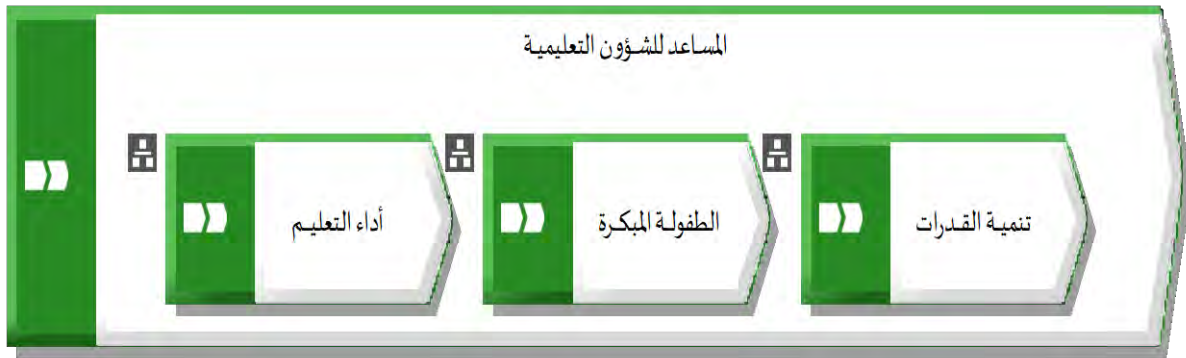 المساعد للشؤون التعليمية
تنمية القدرات
الطفولة المبكرة
أداء التعليم